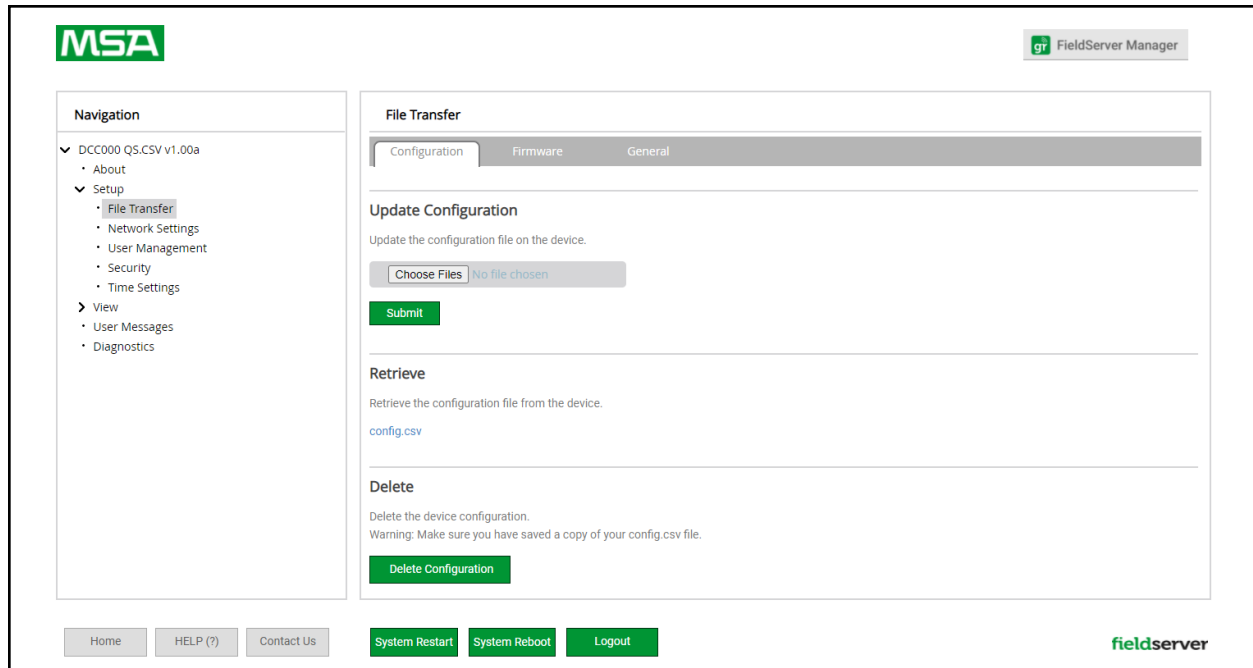 MSA
gr FieldServer Manager
Navigation
DCC000 QS.CSV v1.00a
About
Setup
File Transfer
Network Settings
User Management
Security
Time Settings
View
User Messages
Diagnostics
File Transfer
Configuration Firmware General
Update Configuration
Update the configuration file on the device.
Choose Files No file chosen
Submit
Retrieve
Retrieve the configuration file from the device.
config.csv
Delete
Delete the device configuration.
Warning: Make sure you have saved a copy of your config.csv file.
Delete Configuration
Home HELP (?) Contact Us System Restart System Reboot Logout fieldserver